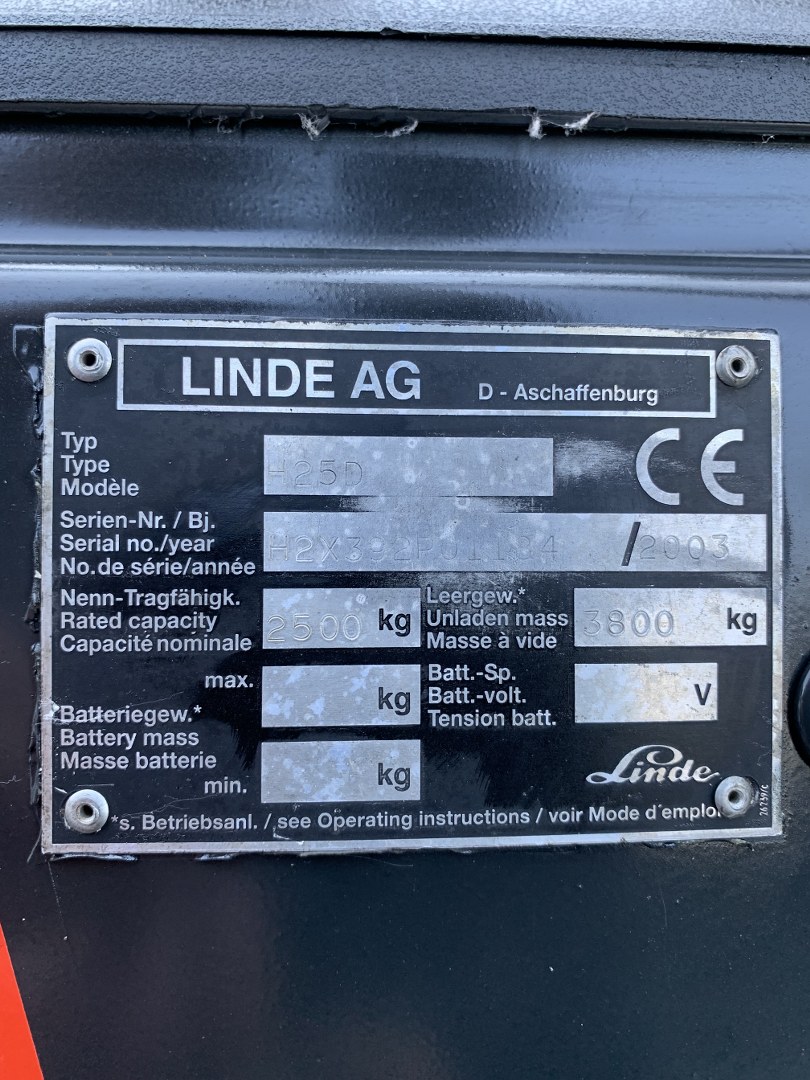 LINDE AG D - Aschaffenburg
Typ
Type
Modèle
H25D
CE
Serien-Nr. / Bj.
Serial no./year
No.de série/année
/ 2003
Nenn-Tragfähigk.
Rated capacity
Capacité nominale
2500 kg
Leergew.*
Unladen mass
Masse à vide
3800 kg
max.
kg
Batteriegew.*
Battery mass
Masse batterie
min.
kg
Batt.-Sp.
Batt.-volt.
Tension batt.
V
Linde
*s. Betriebsanl. / see Operating instructions / voir Mode d´emploi